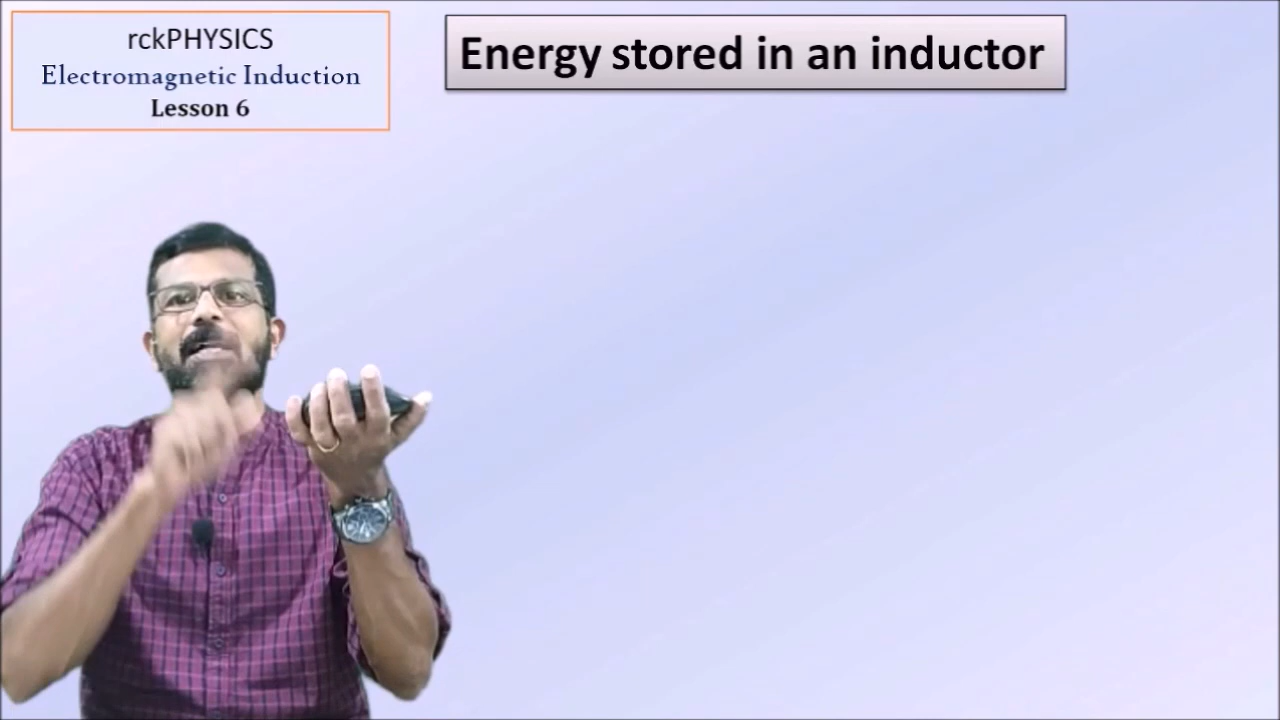 rckPHYSICS
Electromagnetic Induction
Lesson 6
Energy stored in an inductor